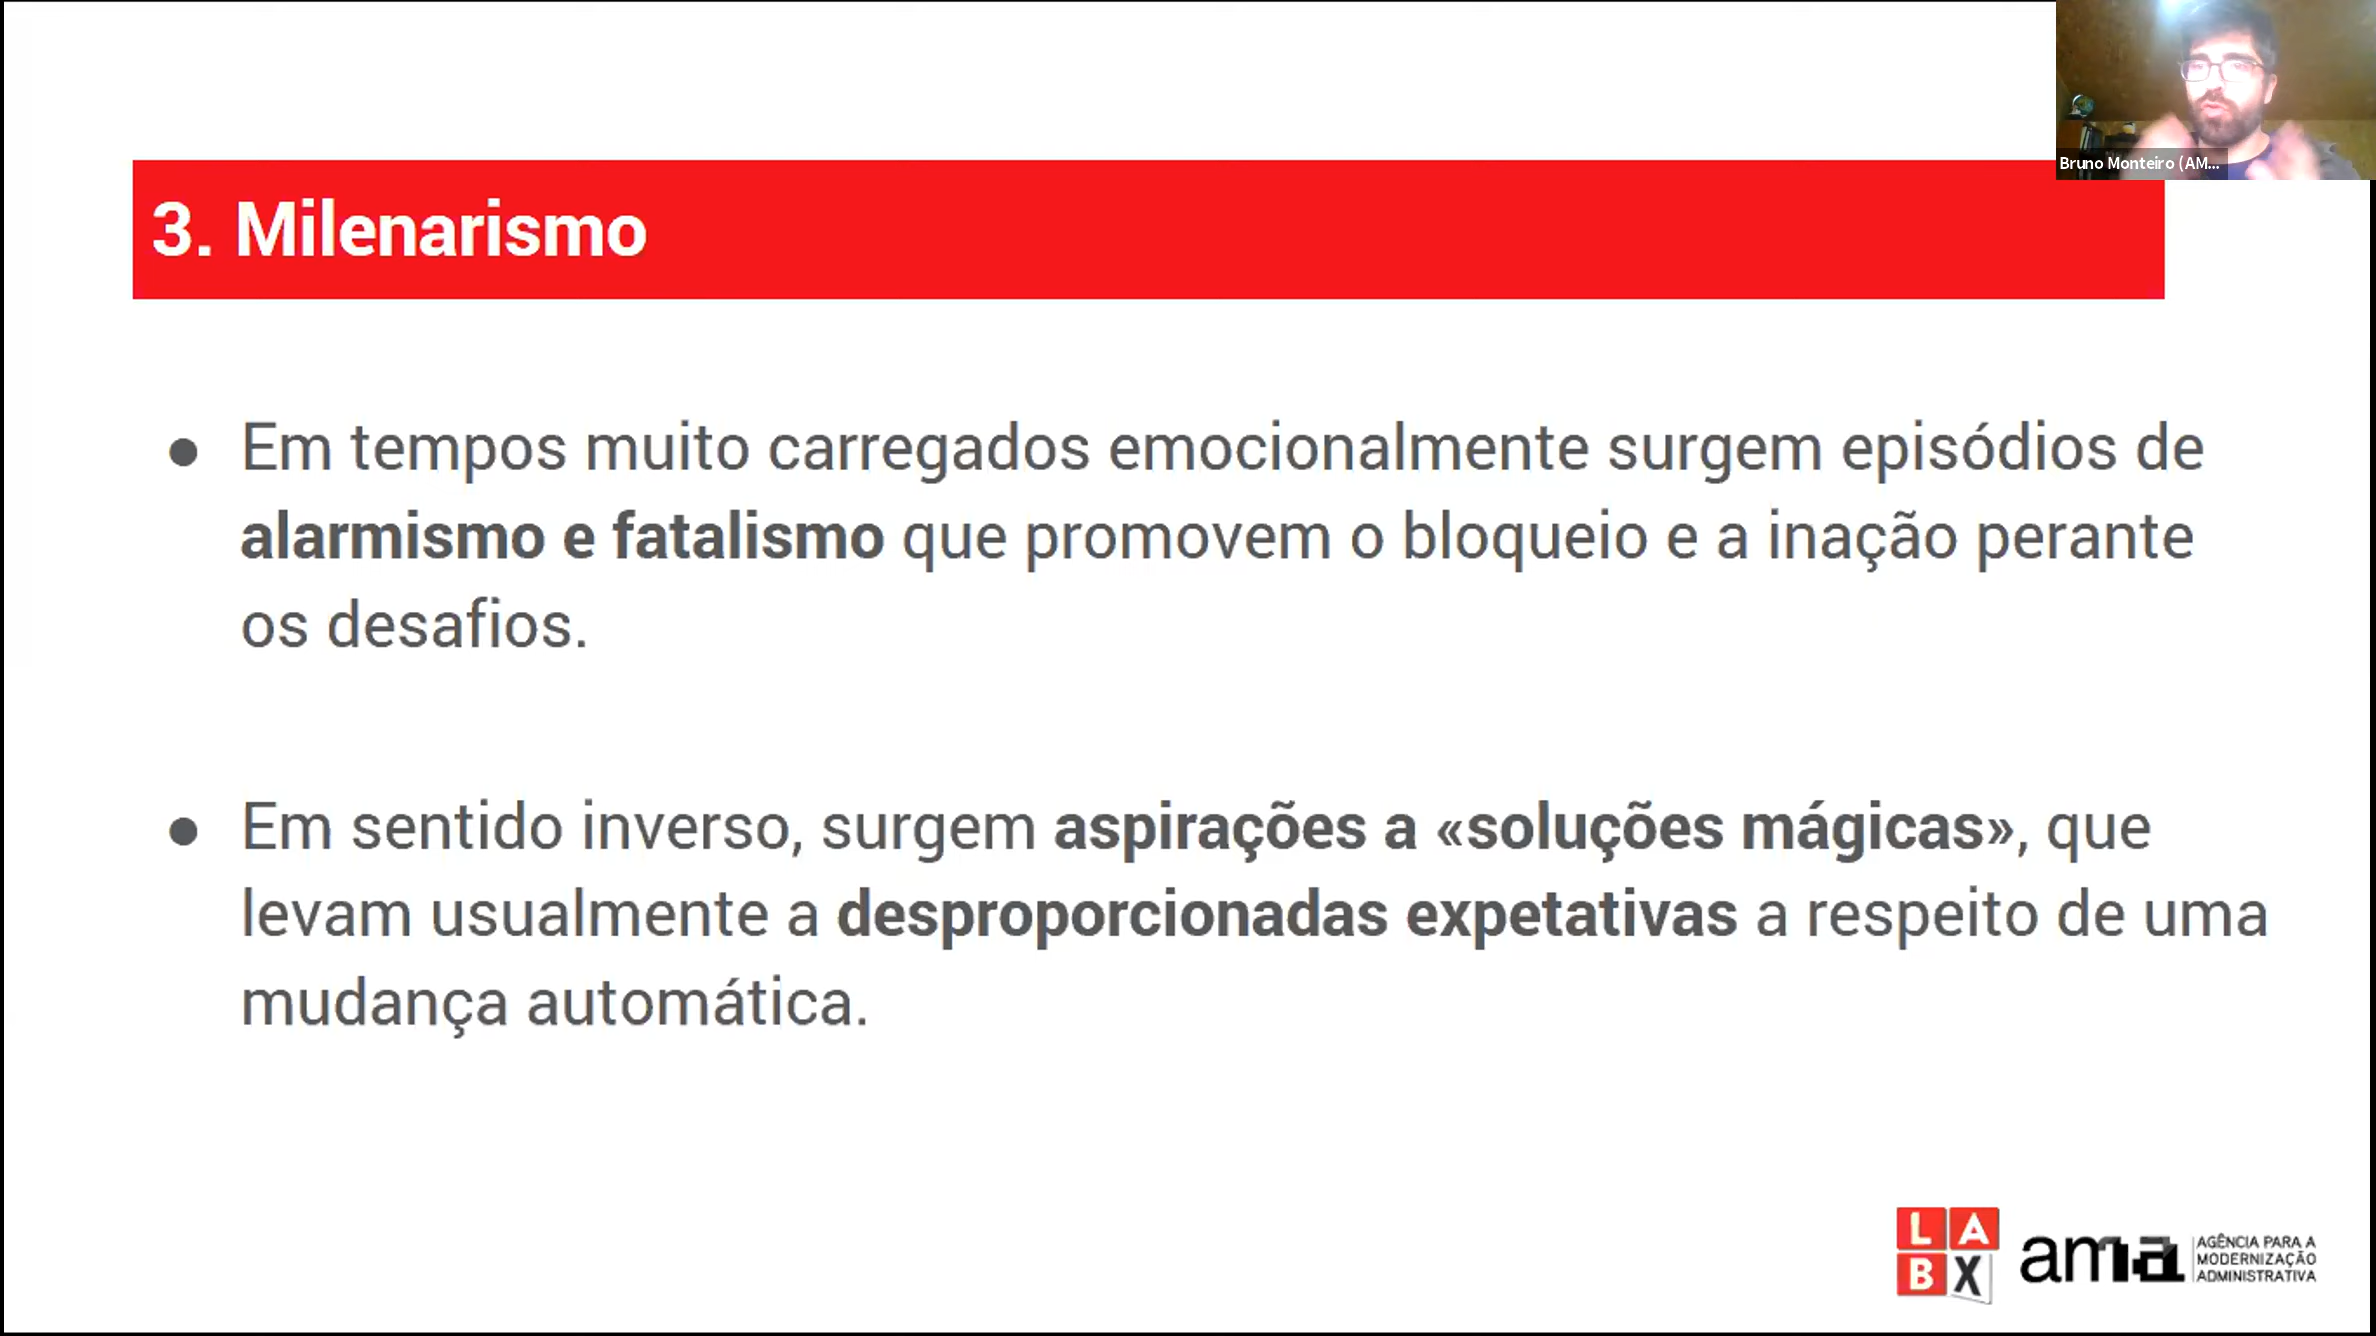 Bruno Monteiro (AM...
3. Milenarismo
● Em tempos muito carregados emocionalmente surgem episódios de
alarmismo e fatalismo que promovem o bloqueio e a inação perante
os desafios.
● Em sentido inverso, surgem aspirações a «soluções mágicas», que
levam usualmente a desproporcionadas expetativas a respeito de uma
mudança automática.
L A
B X
ama
AGÊNCIA PARA A
MODERNIZAÇÃO
ADMINISTRATIVA